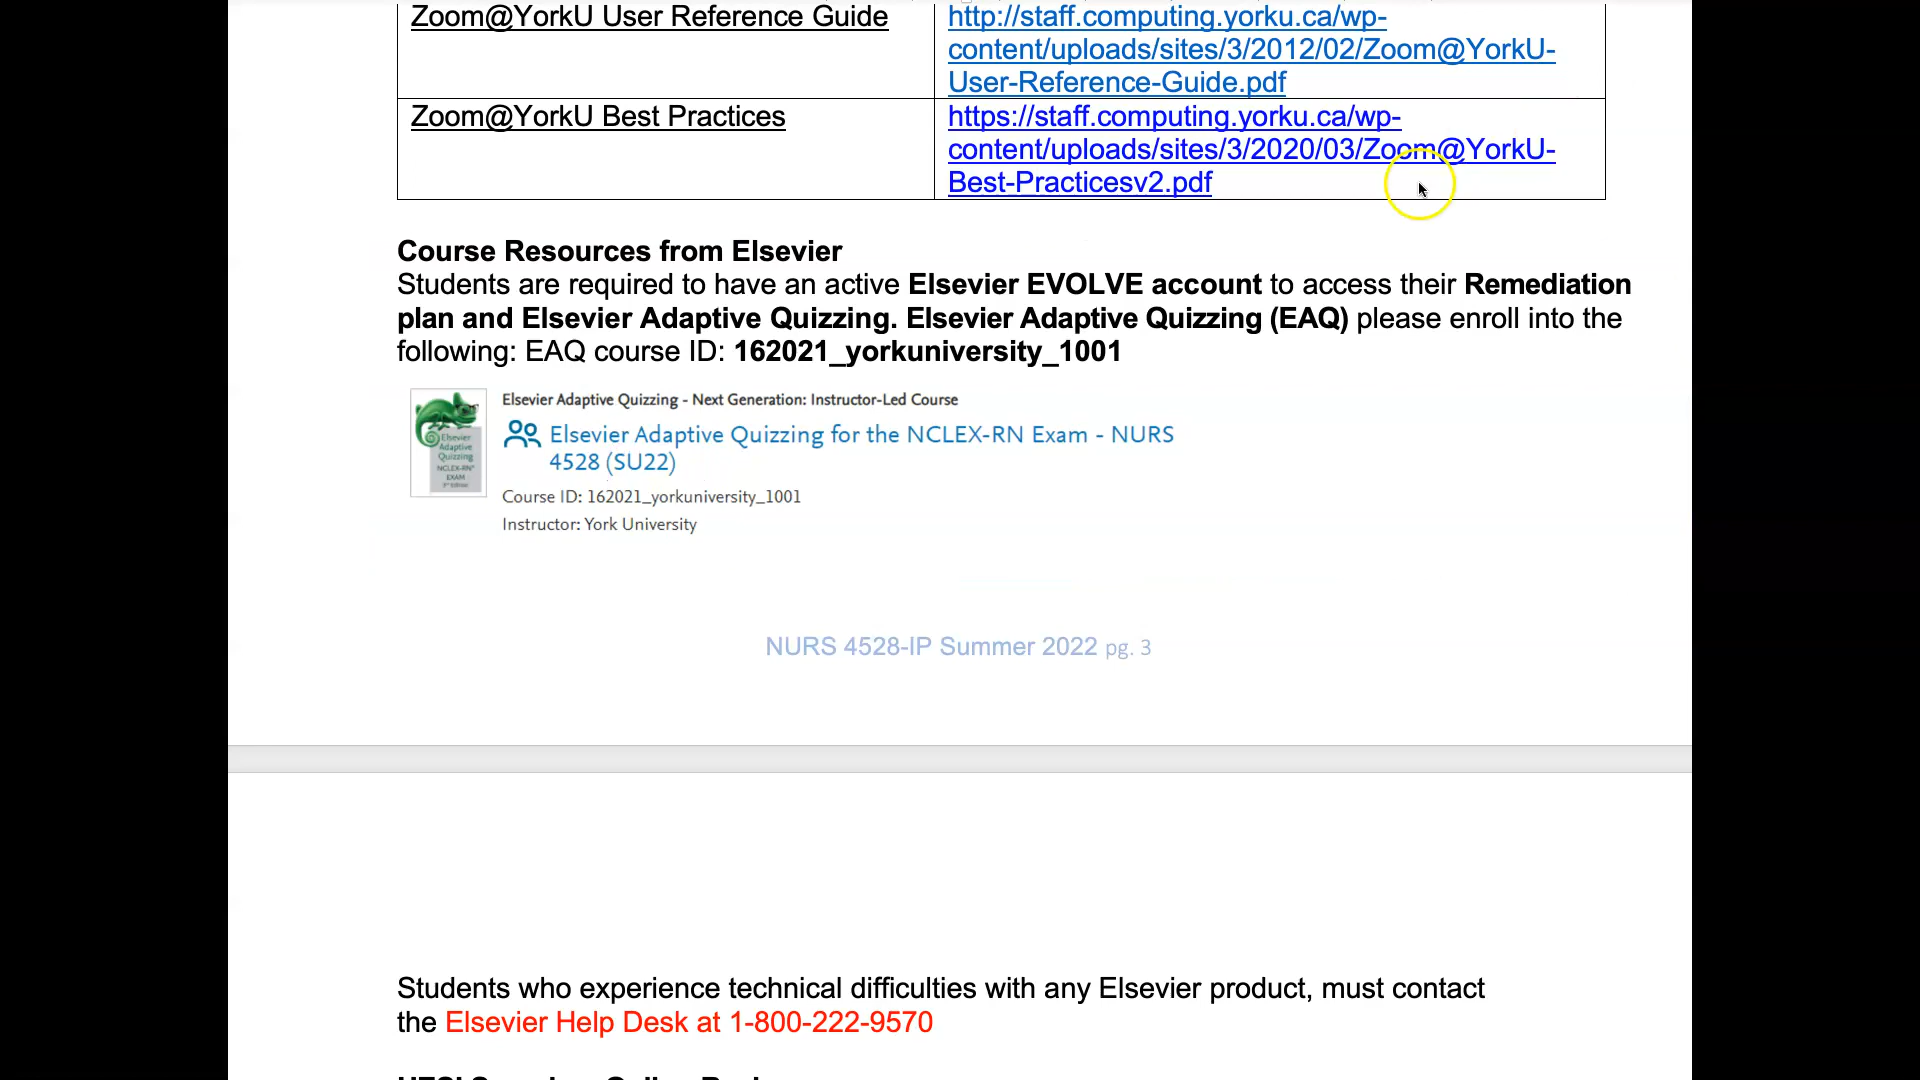 Zoom@YorkU User Reference Guide
http://staff.computing.yorku.ca/wp-
content/uploads/sites/3/2012/02/Zoom@YorkU-
User-Reference-Guide.pdf
Zoom@YorkU Best Practices
https://staff.computing.yorku.ca/wp-
content/uploads/sites/3/2020/03/Zoom@YorkU-
Best-Practicesv2.pdf
Course Resources from Elsevier
Students are required to have an active Elsevier EVOLVE account to access their Remediation
plan and Elsevier Adaptive Quizzing. Elsevier Adaptive Quizzing (EAQ) please enroll into the
following: EAQ course ID: 162021_yorkuniversity_1001
Elsevier
Adaptive
Quizzing
NCLEX-RN®
EXAM
Elsevier Adaptive Quizzing - Next Generation: Instructor-Led Course
Elsevier Adaptive Quizzing for the NCLEX-RN Exam - NURS
4528 (SU22)
Course ID: 162021_yorkuniversity_1001
Instructor: York University
NURS 4528-IP Summer 2022 pg. 3
Students who experience technical difficulties with any Elsevier product, must contact
the Elsevier Help Desk at 1-800-222-9570